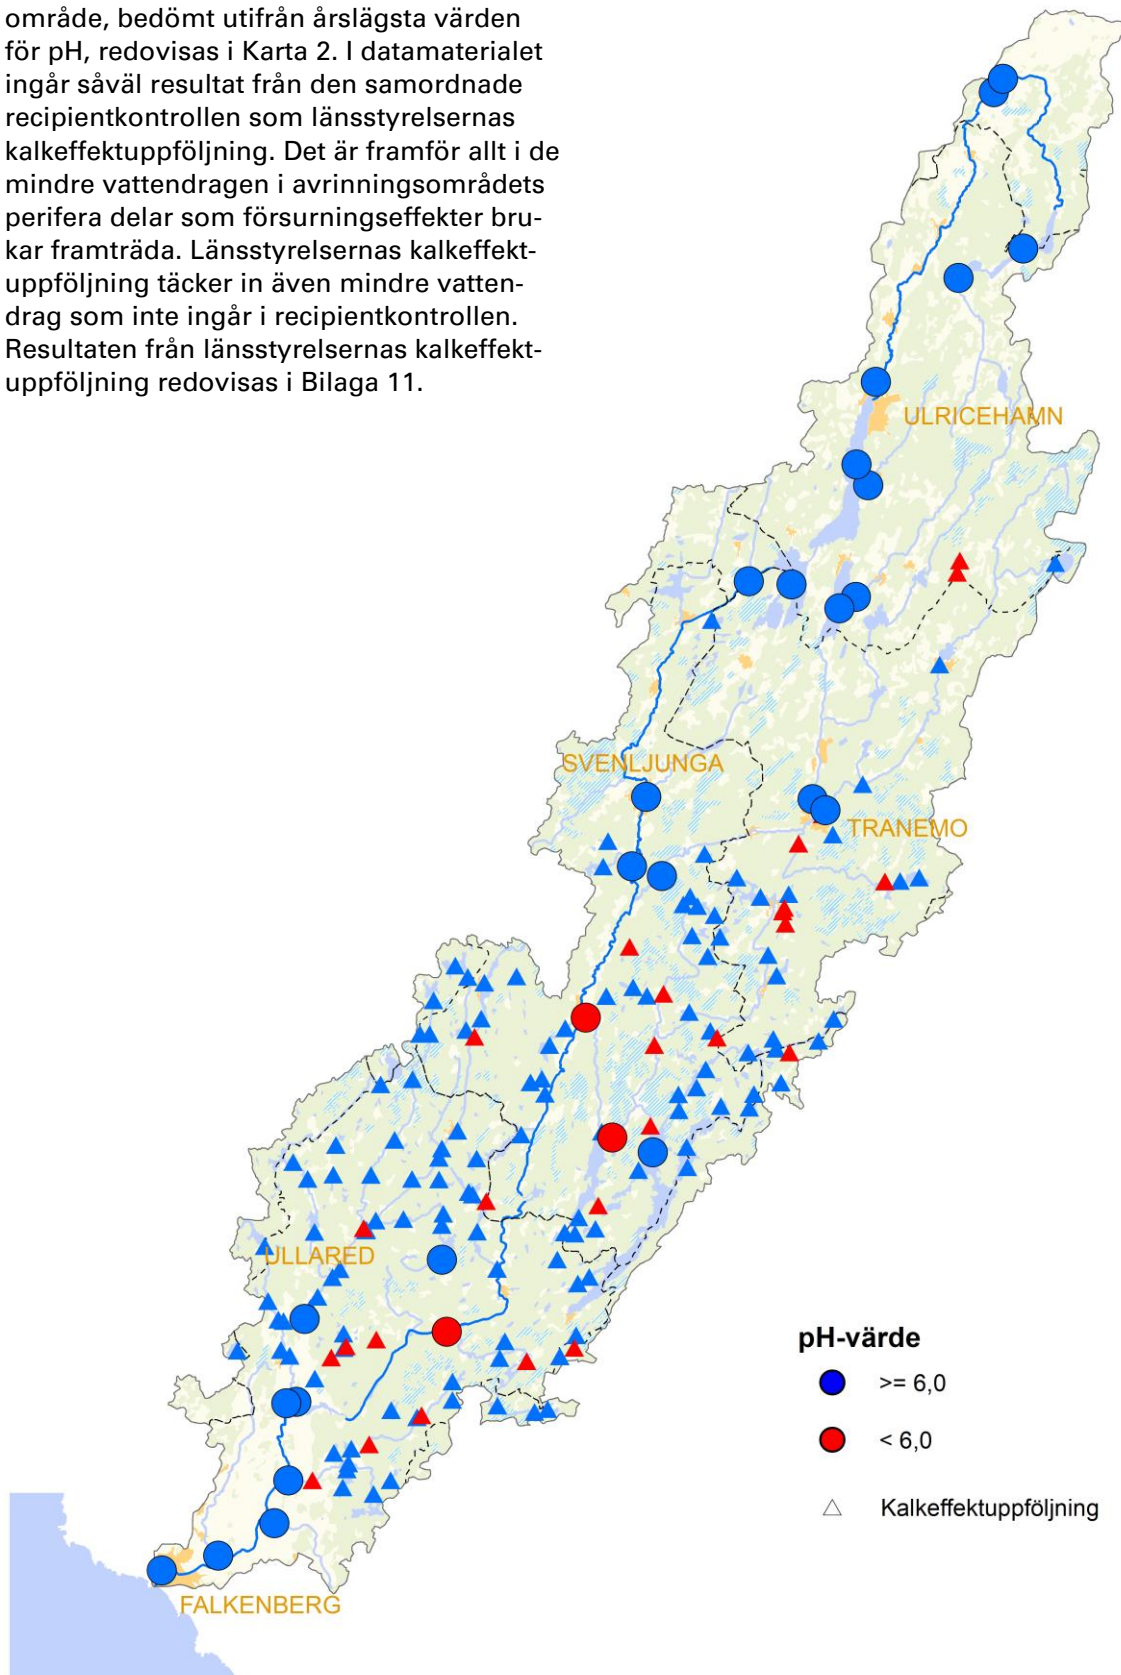 område, bedömt utifrån årslägsta värden
för pH, redovisas i Karta 2. I datamaterialet
ingår såväl resultat från den samordnade
recipientkontrollen som länsstyrelsernas
kalkeffektuppföljning. Det är framför allt i de
mindre vattendragen i avrinningsområdets
perifera delar som försurningseffekter bru-
kar framträda. Länsstyrelsernas kalkeffekt-
uppföljning täcker in även mindre vatten-
drag som inte ingår i recipientkontrollen.
Resultaten från länsstyrelsernas kalkeffekt-
uppföljning redovisas i Bilaga 11.
ULRICEHAMN
SVENLJUNGA
TRANEMO
ULLARED
pH-värde
>= 6,0
< 6,0
Kalkeffektuppföljning
FALKENBERG